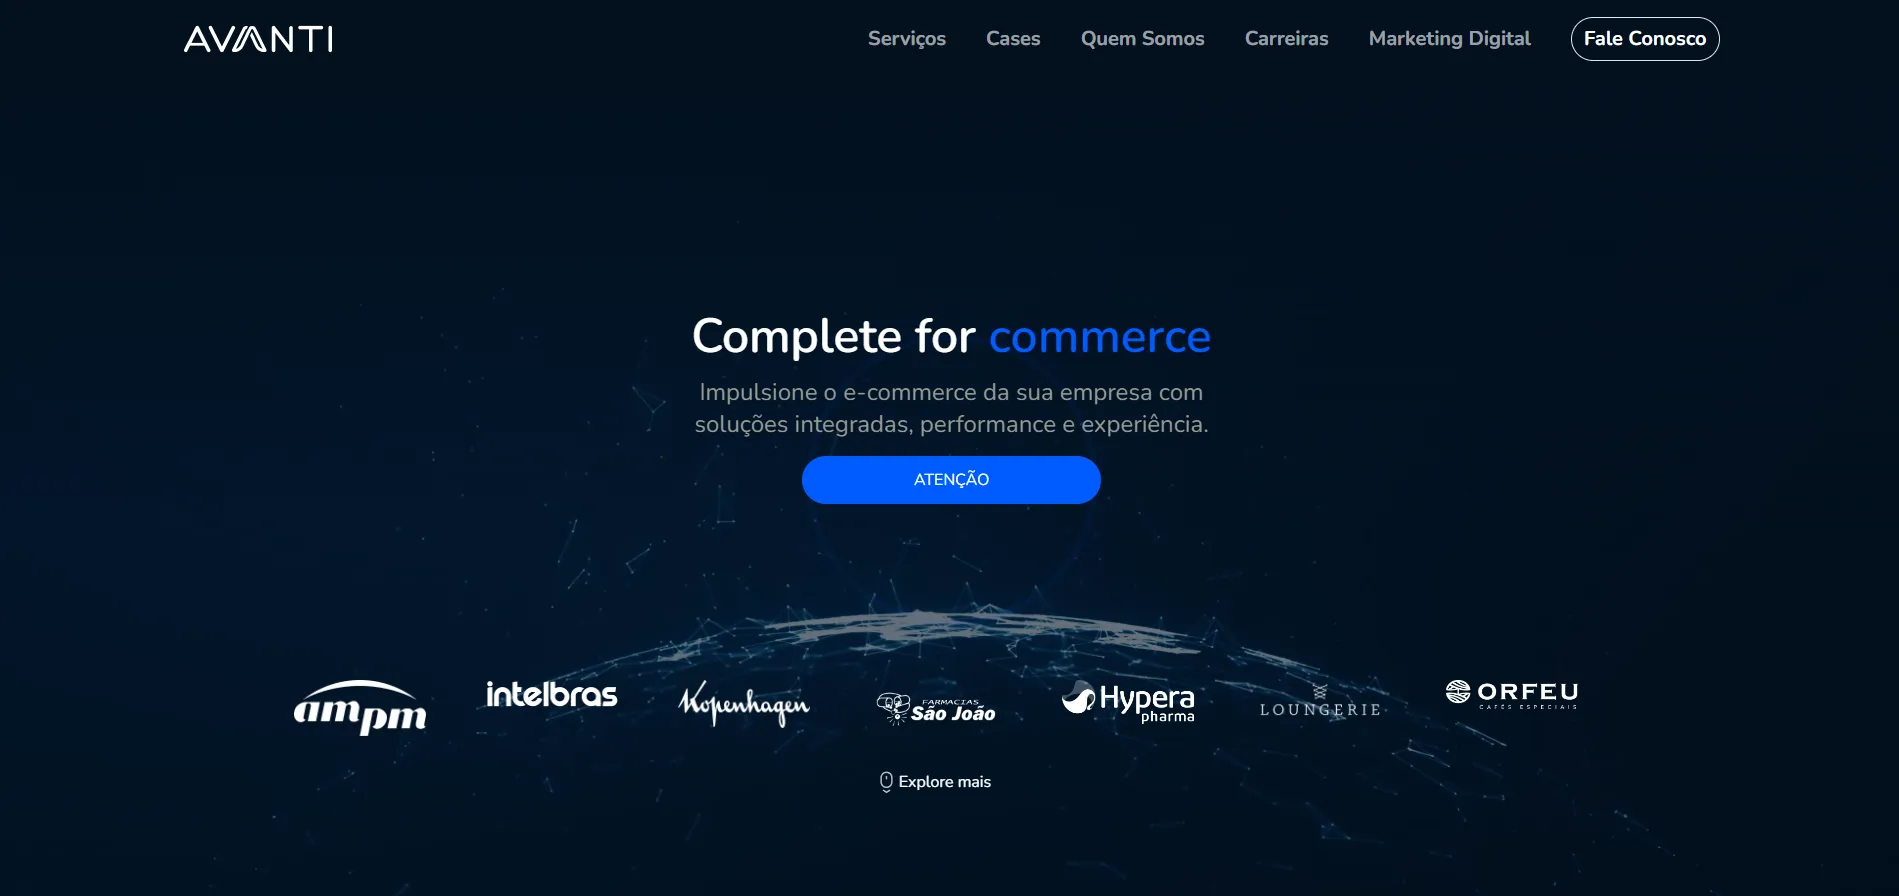 AVANTI
Serviços
Cases
Quem Somos
Carreiras
Marketing Digital
Fale Conosco
Complete for commerce
Impulsione o e-commerce da sua empresa com
soluções integradas, performance e experiência.
ATENÇÃO
ampm
intelbras
Kopenhagen
FARMACIAS
São João
Hypera
pharma
LOUNGERIE
ORFEU
CAFÉS ESPECIAIS
Explore mais